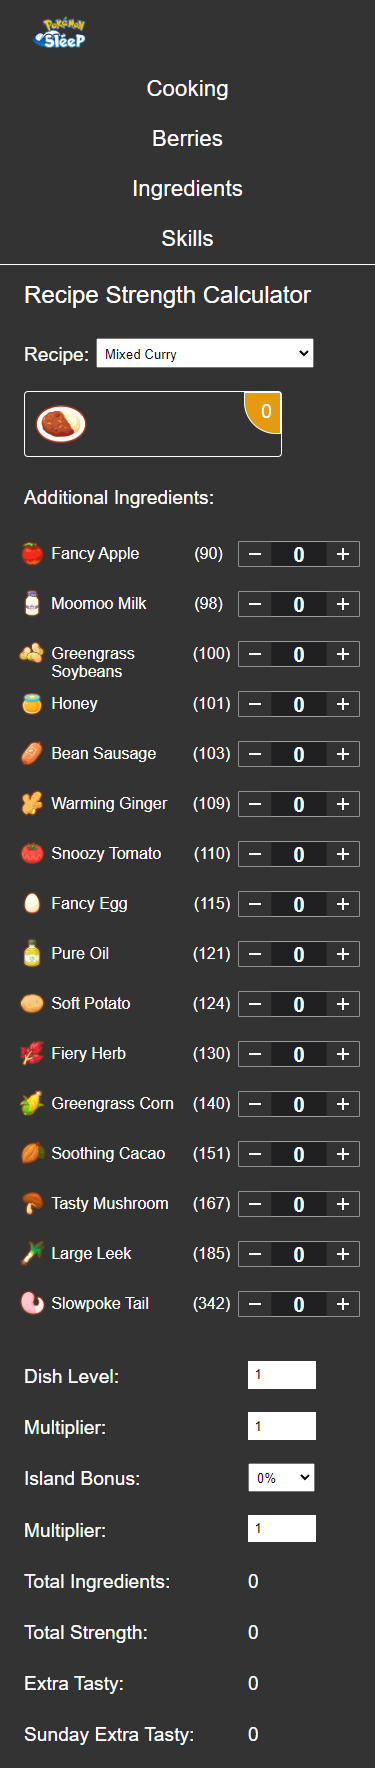 Pokémon
Sleep
Cooking
Berries
Ingredients
Skills
Recipe Strength Calculator
Recipe: Mixed Curry
0
Additional Ingredients:
Fancy Apple (90) − 0 +
Moomoo Milk (98) − 0 +
Greengrass (100) − 0 +
Soybeans
Honey (101) − 0 +
Bean Sausage (103) − 0 +
Warming Ginger (109) − 0 +
Snoozy Tomato (110) − 0 +
Fancy Egg (115) − 0 +
Pure Oil (121) − 0 +
Soft Potato (124) − 0 +
Fiery Herb (130) − 0 +
Greengrass Corn (140) − 0 +
Soothing Cacao (151) − 0 +
Tasty Mushroom (167) − 0 +
Large Leek (185) − 0 +
Slowpoke Tail (342) − 0 +
Dish Level: 1
Multiplier: 1
Island Bonus: 0%
Multiplier: 1
Total Ingredients: 0
Total Strength: 0
Extra Tasty: 0
Sunday Extra Tasty: 0